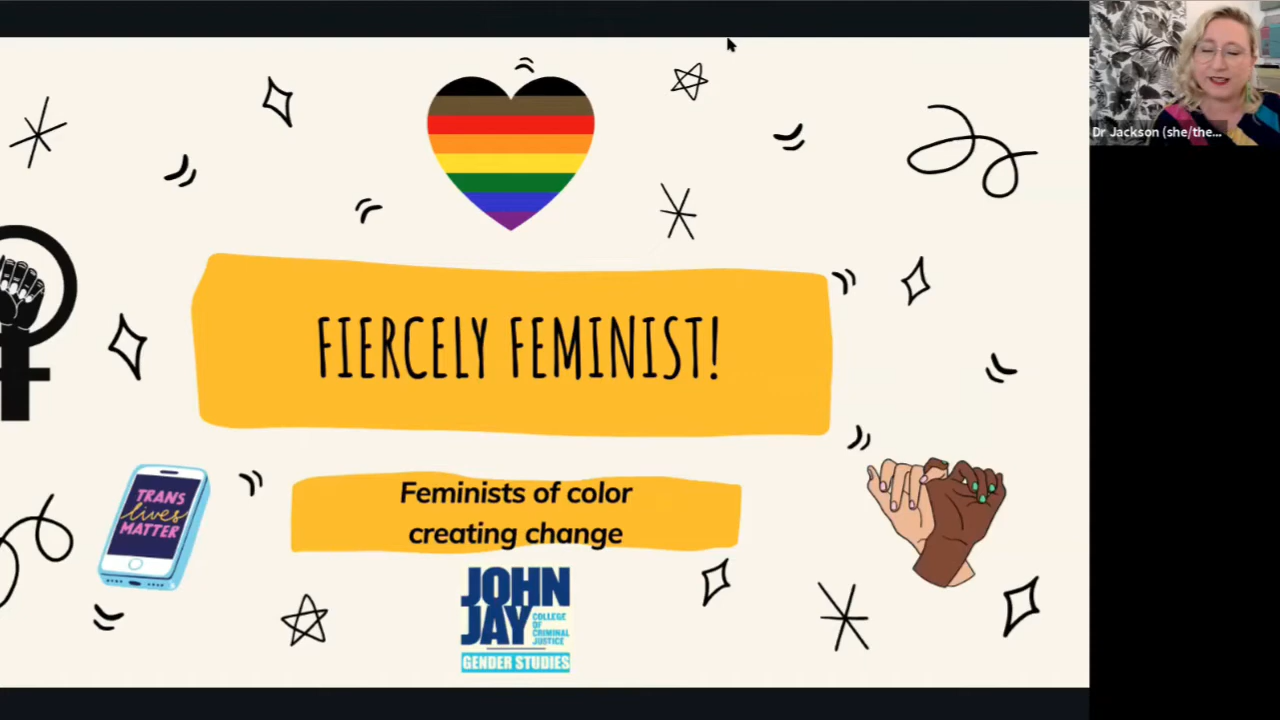 Dr Jackson (she/the...
FIERCELY FEMINIST!
TRANS
lives
MATTER
Feminists of color
creating change
JOHN
JAY
COLLEGE
OF
CRIMINAL
JUSTICE
GENDER STUDIES